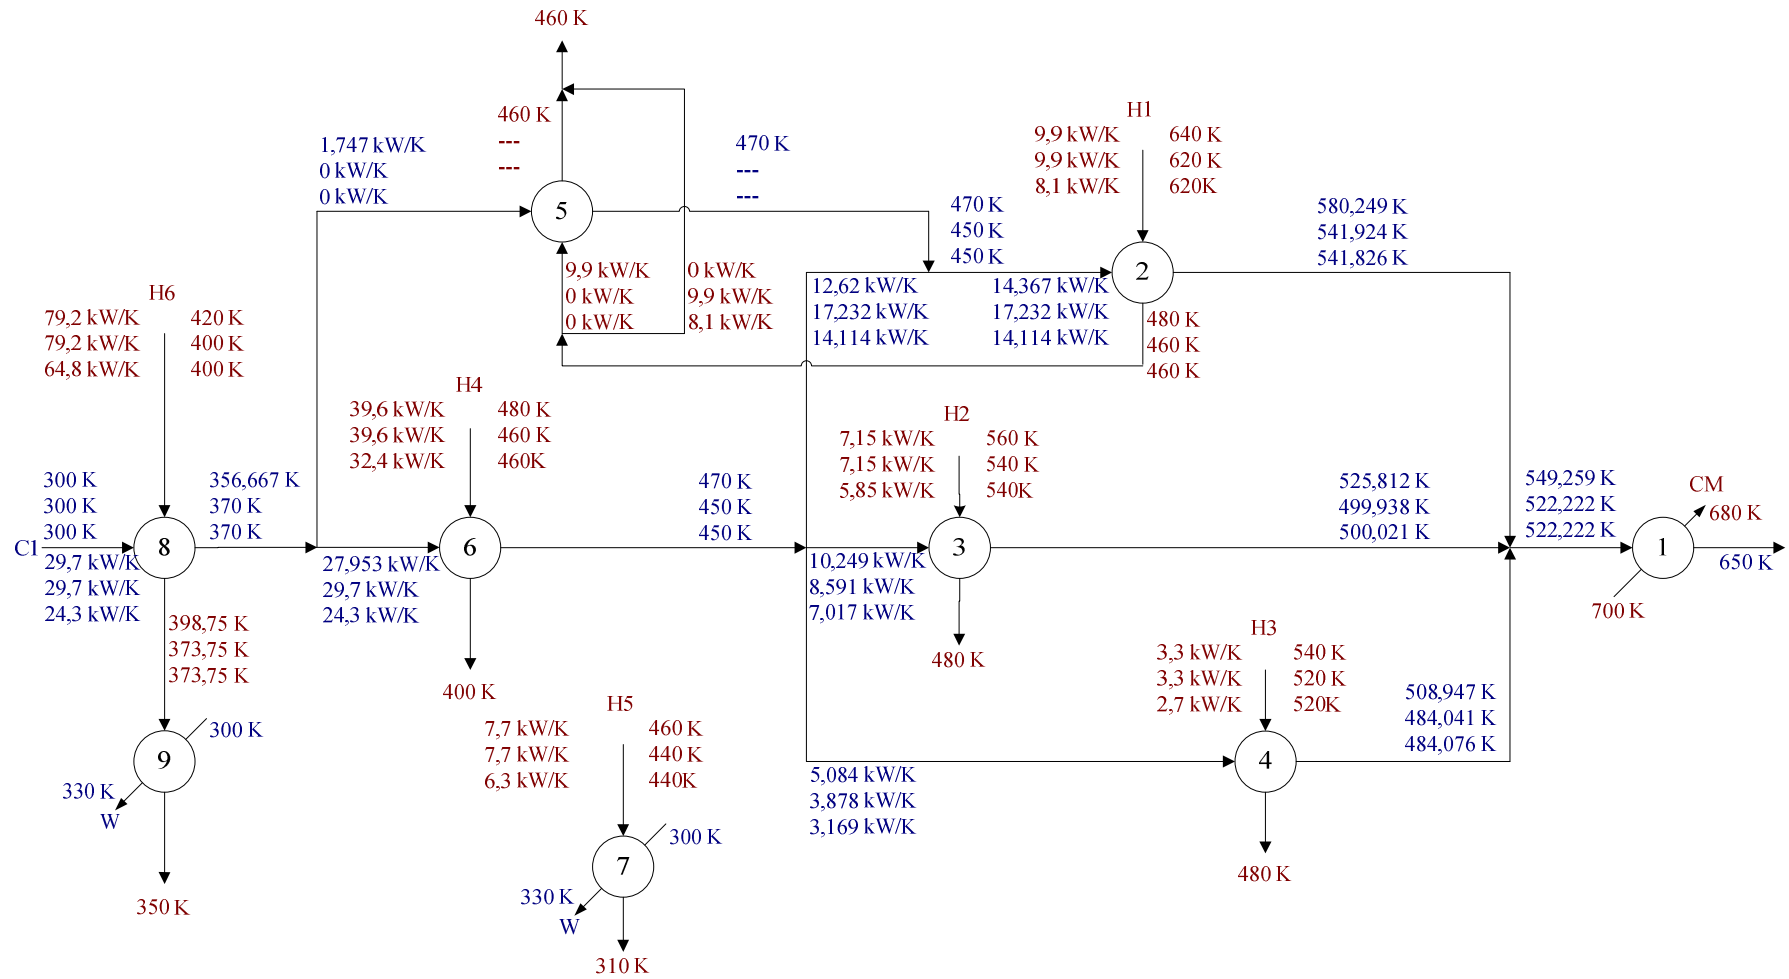 460 K
460 K
---
---
1,747 kW/K
0 kW/K
0 kW/K
5
470 K
---
---
9,9 kW/K
0 kW/K
0 kW/K
0 kW/K
9,9 kW/K
8,1 kW/K
H1
9,9 kW/K 640 K
9,9 kW/K 620 K
8,1 kW/K 620K
470 K
450 K
450 K
2
580,249 K
541,924 K
541,826 K
12,62 kW/K
17,232 kW/K
14,114 kW/K
14,367 kW/K
17,232 kW/K
14,114 kW/K
480 K
460 K
460 K
H6
79,2 kW/K 420 K
79,2 kW/K 400 K
64,8 kW/K 400 K
H4
39,6 kW/K 480 K
39,6 kW/K 460 K
32,4 kW/K 460K
H2
7,15 kW/K 560 K
7,15 kW/K 540 K
5,85 kW/K 540K
300 K
300 K
300 K
C1
29,7 kW/K
29,7 kW/K
24,3 kW/K
8
356,667 K
370 K
370 K
27,953 kW/K
29,7 kW/K
24,3 kW/K
6
470 K
450 K
450 K
10,249 kW/K
8,591 kW/K
7,017 kW/K
3
525,812 K
499,938 K
500,021 K
549,259 K
522,222 K
522,222 K
CM
680 K
1
650 K
700 K
398,75 K
373,75 K
373,75 K
400 K
480 K
H3
3,3 kW/K 540 K
3,3 kW/K 520 K
2,7 kW/K 520K
508,947 K
484,041 K
484,076 K
4
5,084 kW/K
3,878 kW/K
3,169 kW/K
480 K
H5
7,7 kW/K 460 K
7,7 kW/K 440 K
6,3 kW/K 440K
300 K
9
330 K
W
350 K
300 K
7
330 K
W
310 K